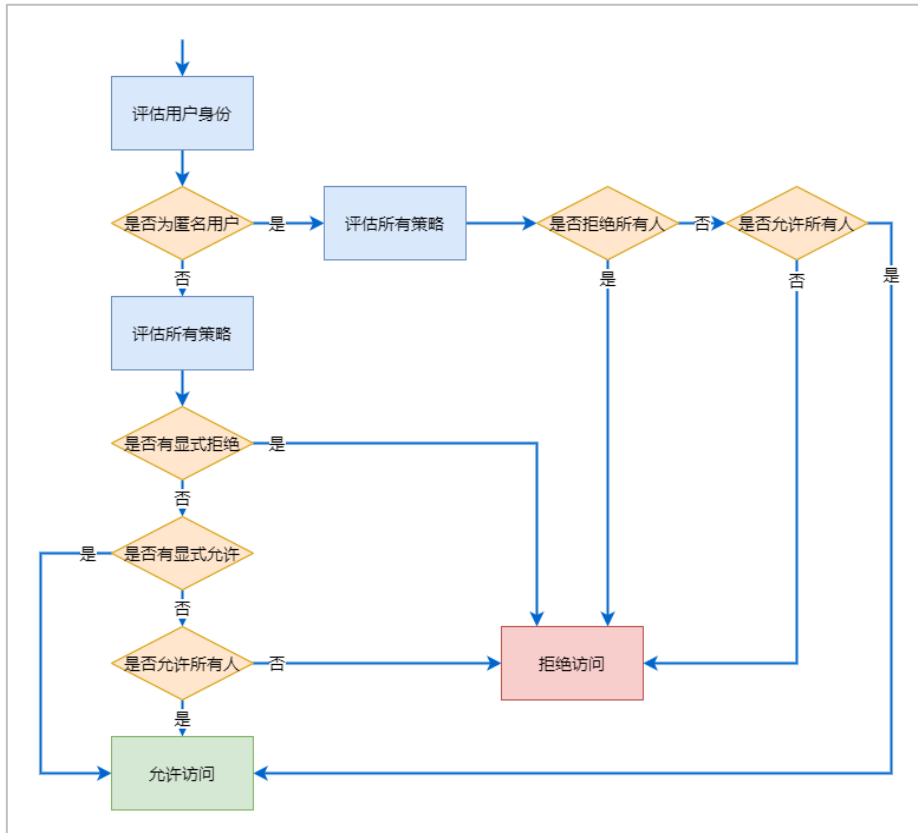 评估用户身份
是否为匿名用户
是
评估所有策略
是否拒绝所有人
否
是否允许所有人
否
是
否
是
评估所有策略
是否有显式拒绝
是
否
是
是否有显式允许
否
是否允许所有人
否
拒绝访问
是
允许访问